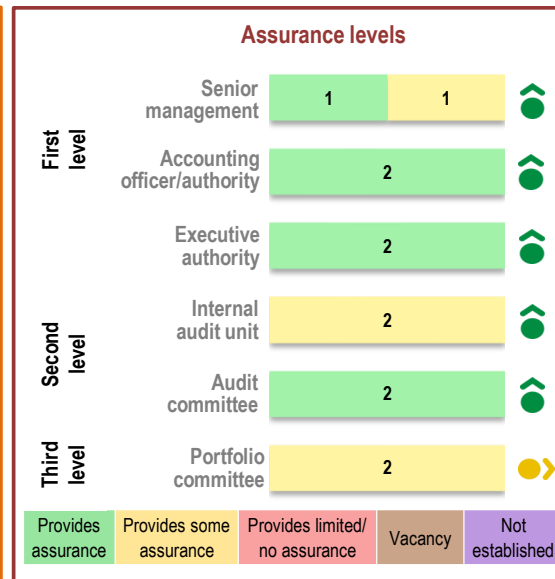 Assurance levels
First
level
Senior
management
1
1
Accounting
officer/authority
2
Executive
authority
2
Second
level
Internal
audit unit
2
Audit
committee
2
Third
level
Portfolio
committee
2
Provides
assurance
Provides some
assurance
Provides limited/
no assurance
Vacancy
Not
established